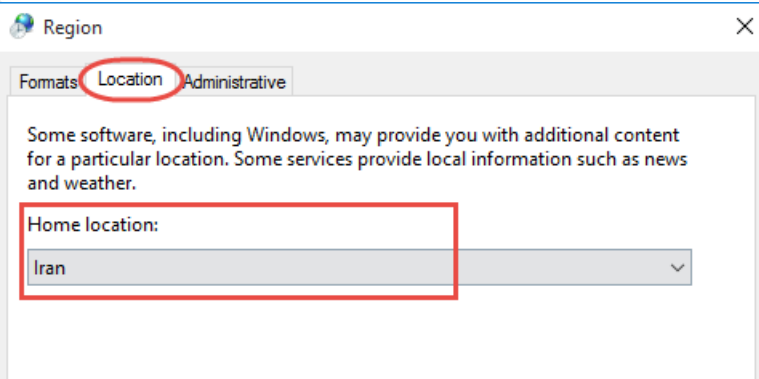 Region
Formats Location Administrative
Some software, including Windows, may provide you with additional content
for a particular location. Some services provide local information such as news
and weather.
Home location:
Iran